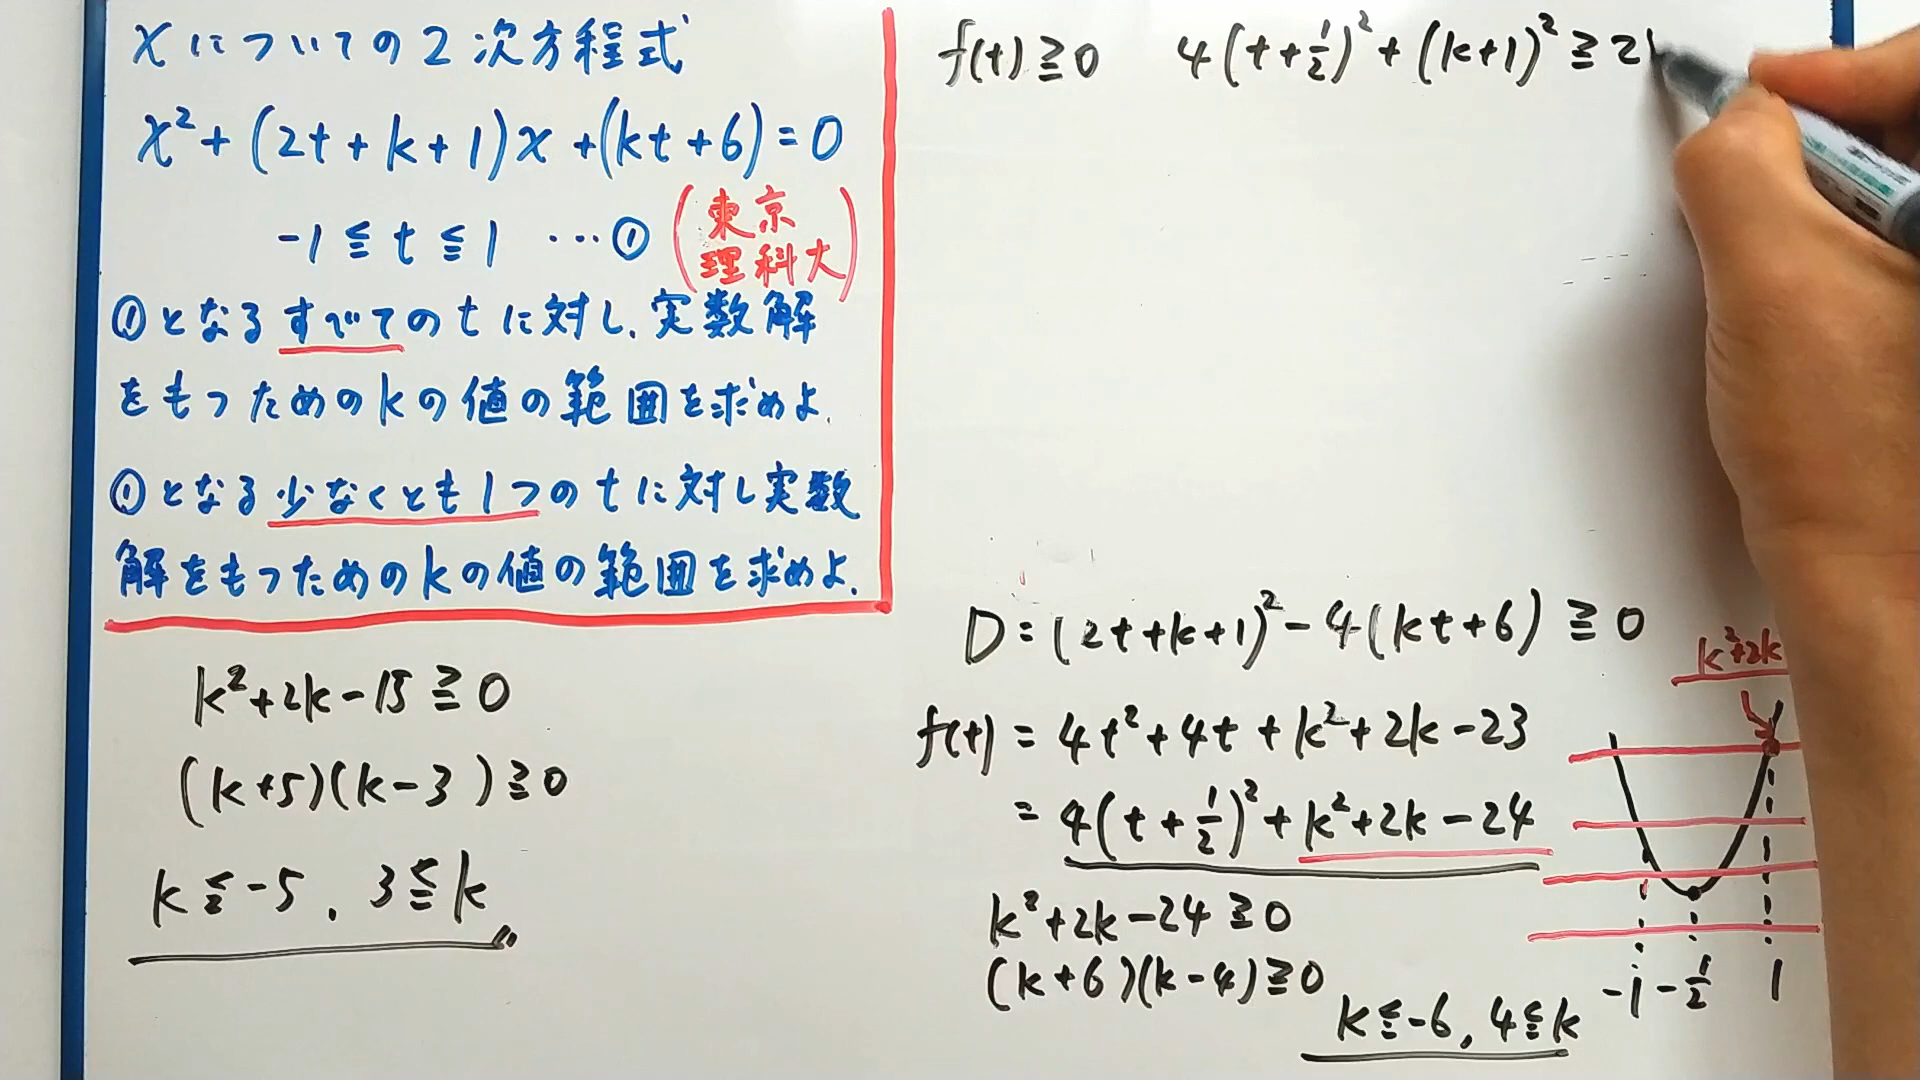 xについての2次方程式
x²+(2t+k+1)x+(kt+6)=0
-1≦t≦1 …①
(東京理科大)
①となるすべてのtに対し,実数解
をもつためのkの値の範囲を求めよ.
①となる少なくとも1つのtに対し実数
解をもつためのkの値の範囲を求めよ.
k²+2k-15≧0
(k+5)(k-3)≧0
k≦-5, 3≦k
f(t)≧0 4(t+1/2)²+(k+1)²≧2
D=(2t+k+1)²-4(kt+6)≧0
f(t)=4t²+4t+k²+2k-23
=4(t+1/2)²+k²+2k-24
k²+2k-24≧0
(k+6)(k-4)≧0
k≦-6, 4≦k
k²+2k
-1 -1/2 1